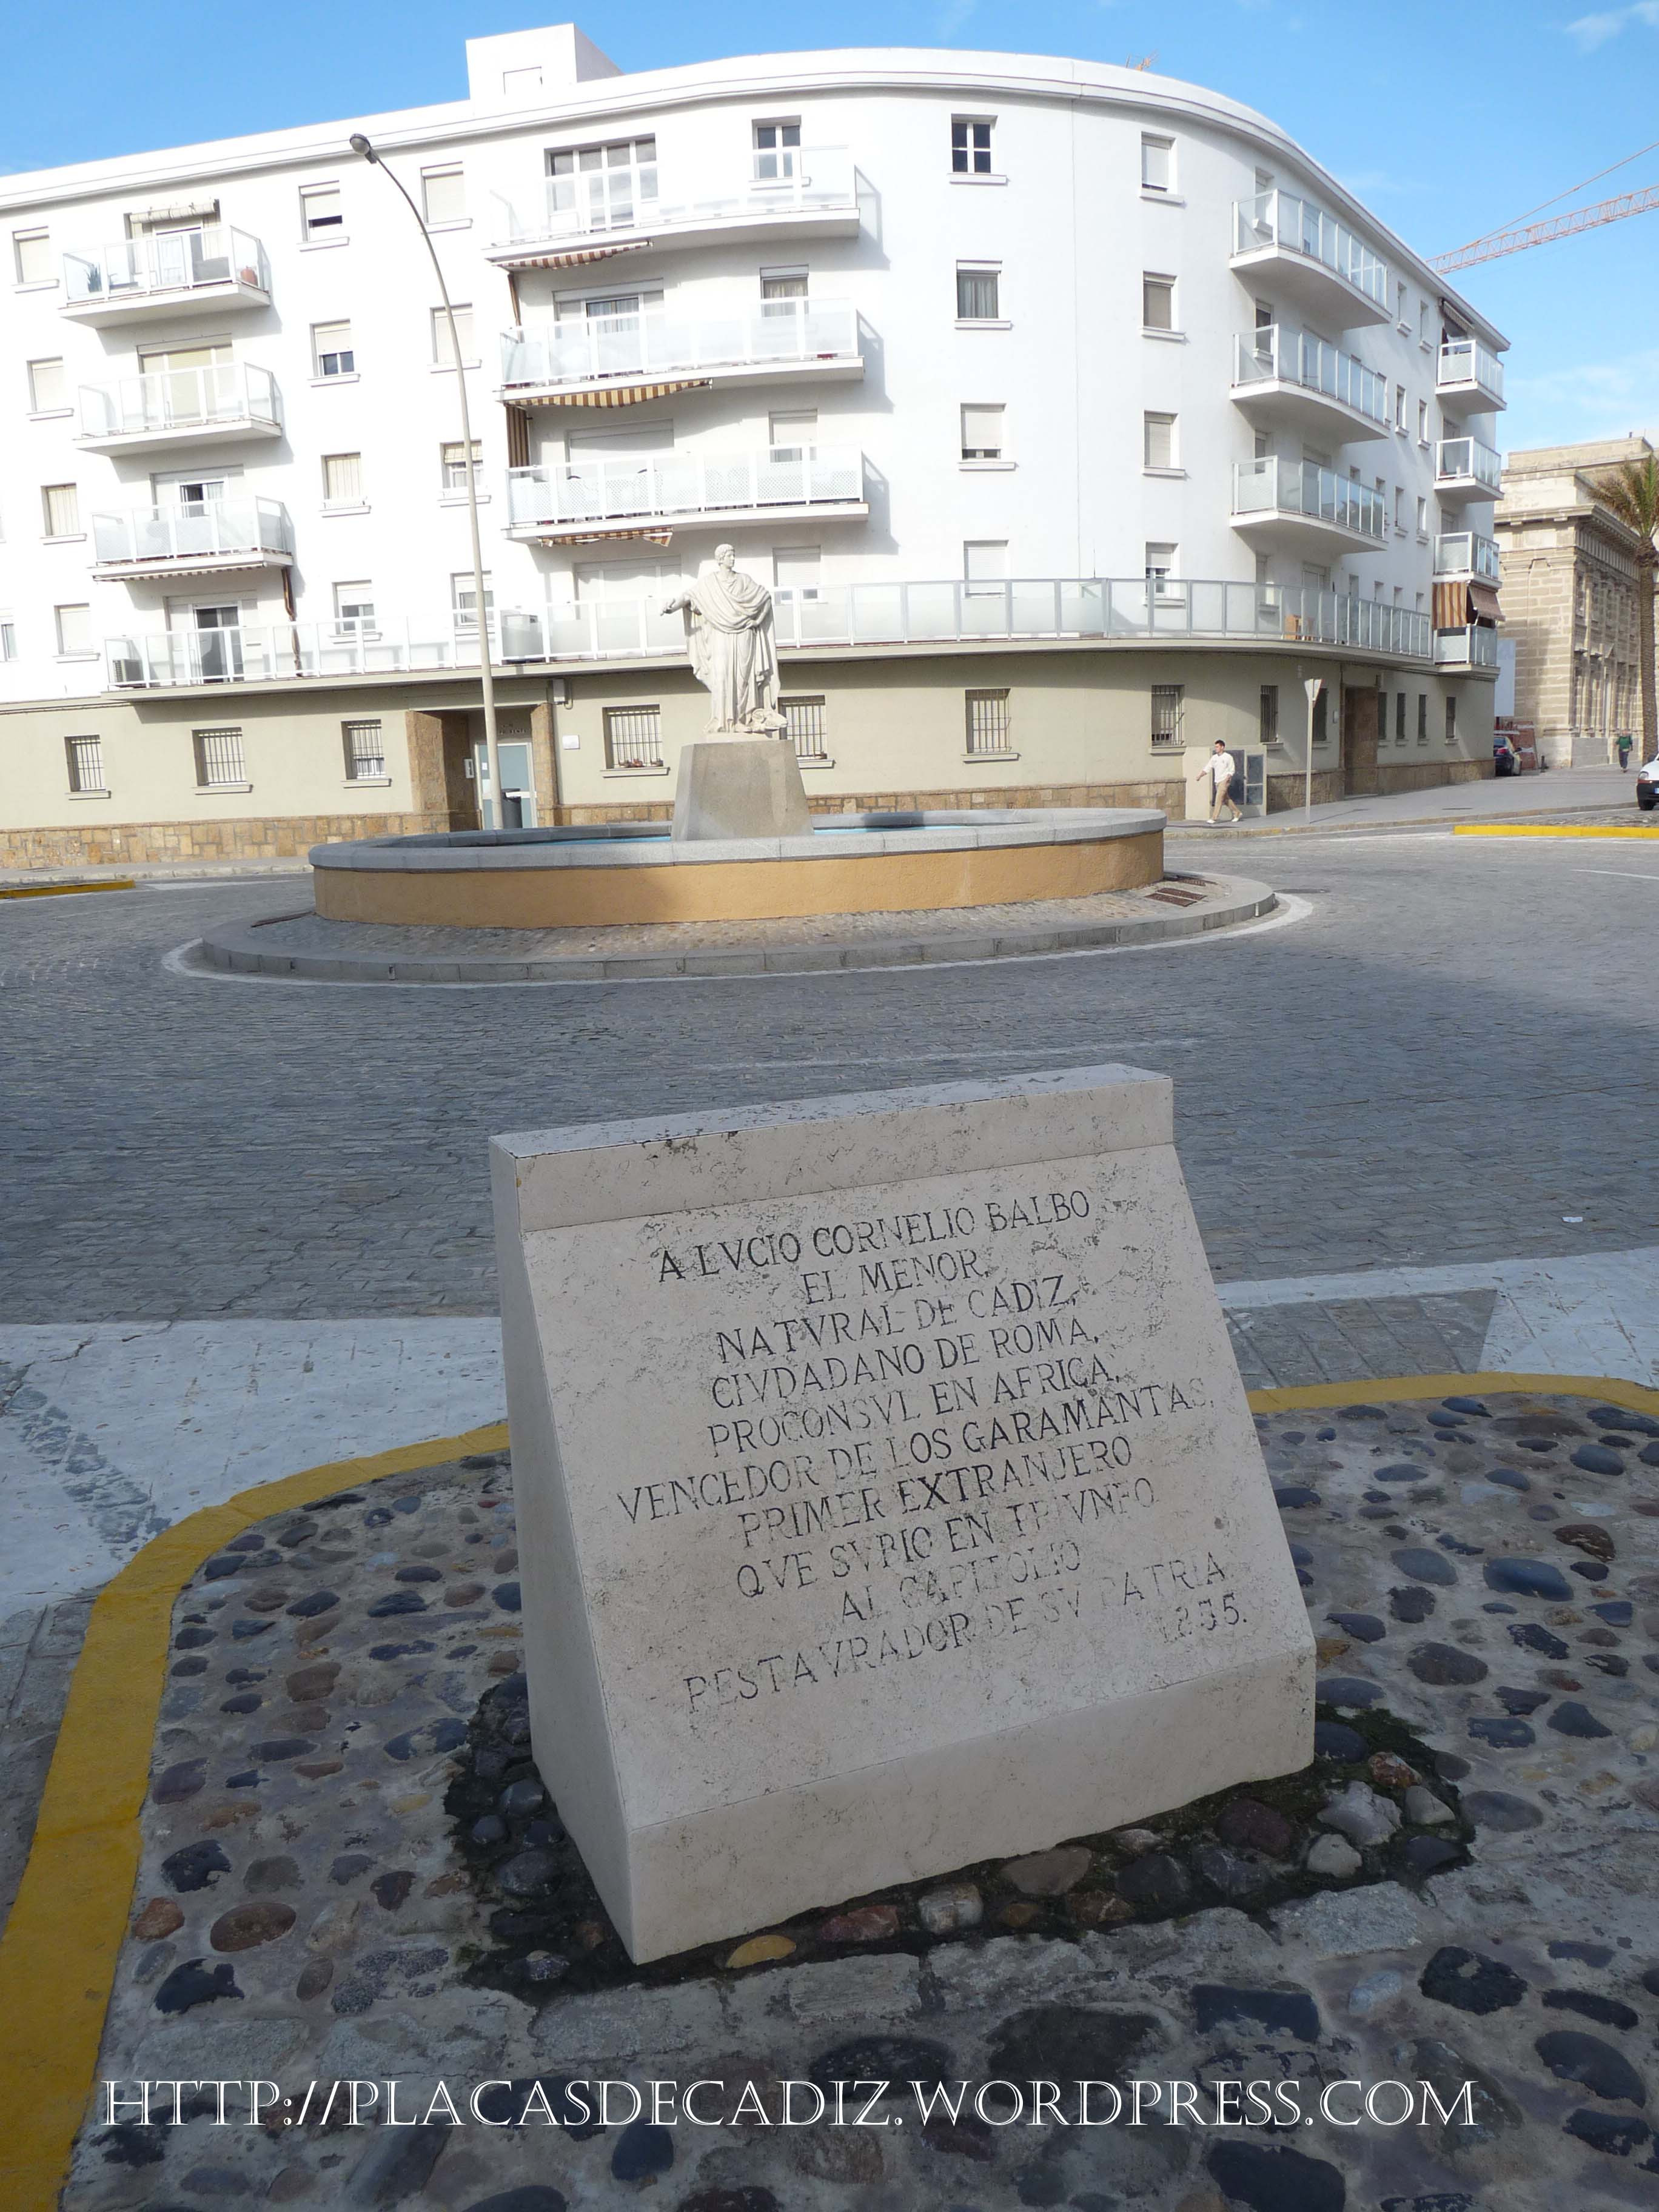 A LVCIO CORNELIO BALBO
EL MENOR,
NATVRAL DE CADIZ,
CIVDADANO DE ROMA,
PROCONSVL EN AFRICA,
VENCEDOR DE LOS GARAMANTAS,
PRIMER EXTRANJERO
QVE SVBIO EN TRIVNFO
AL CAPITOLIO
RESTAVRADOR DE SV PATRIA
HTTP://PLACASDECADIZ.WORDPRESS.COM